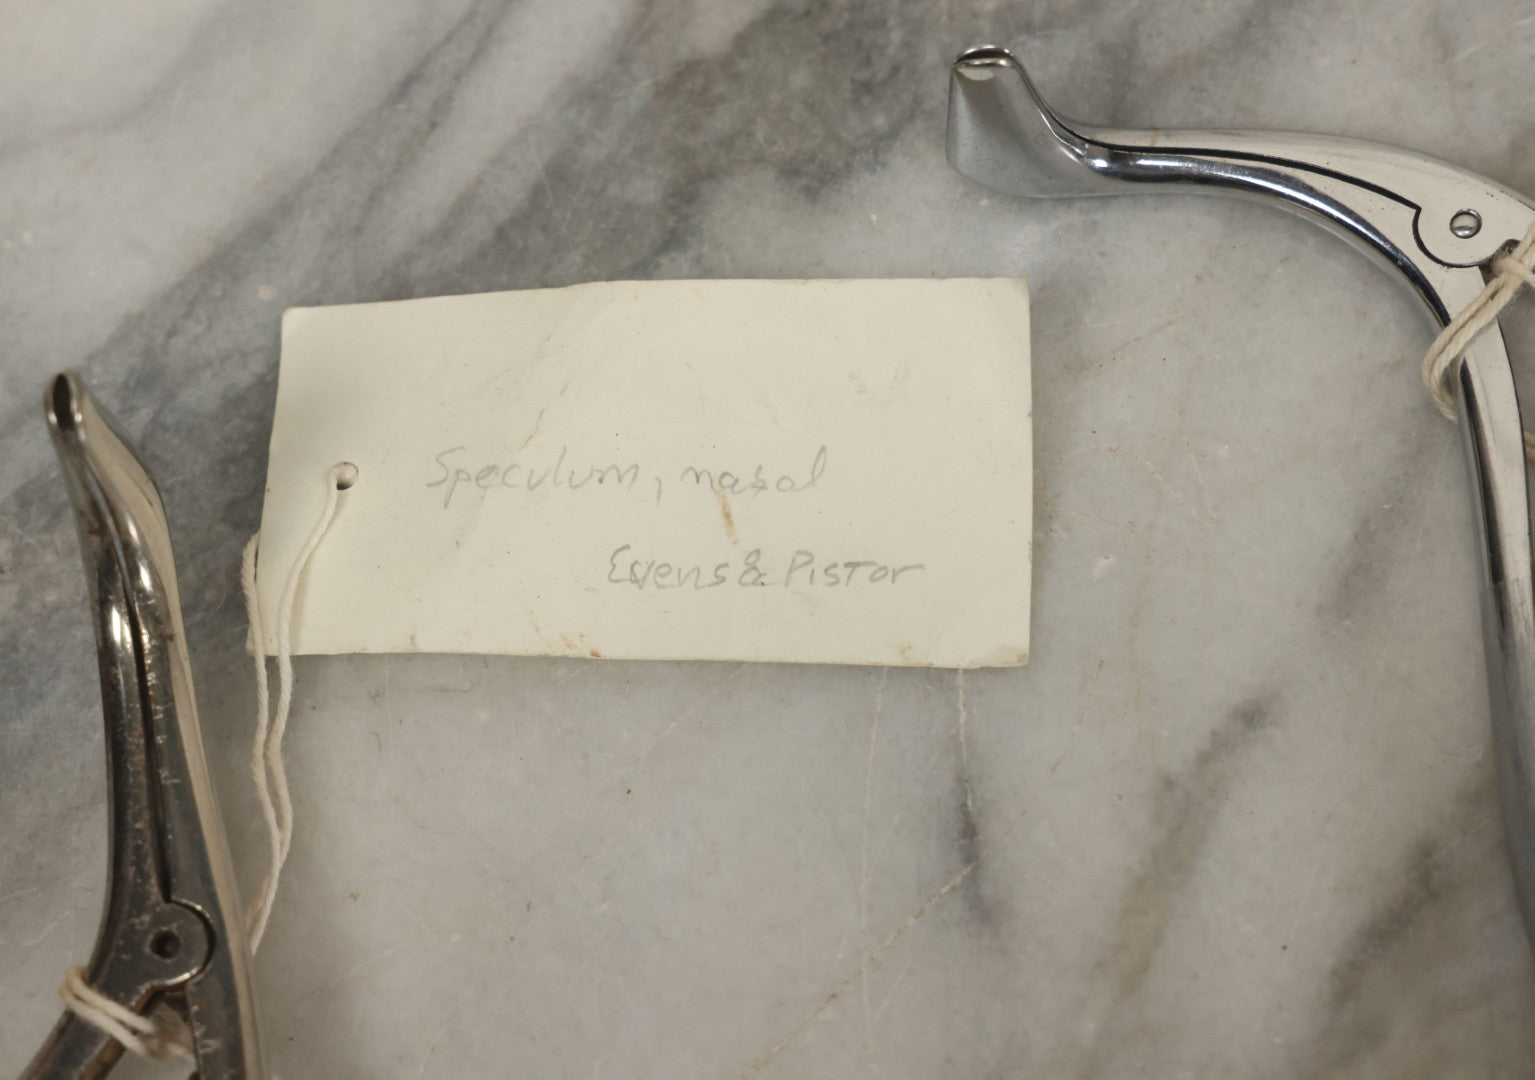 Speculum, nasal
Evens & Pistor